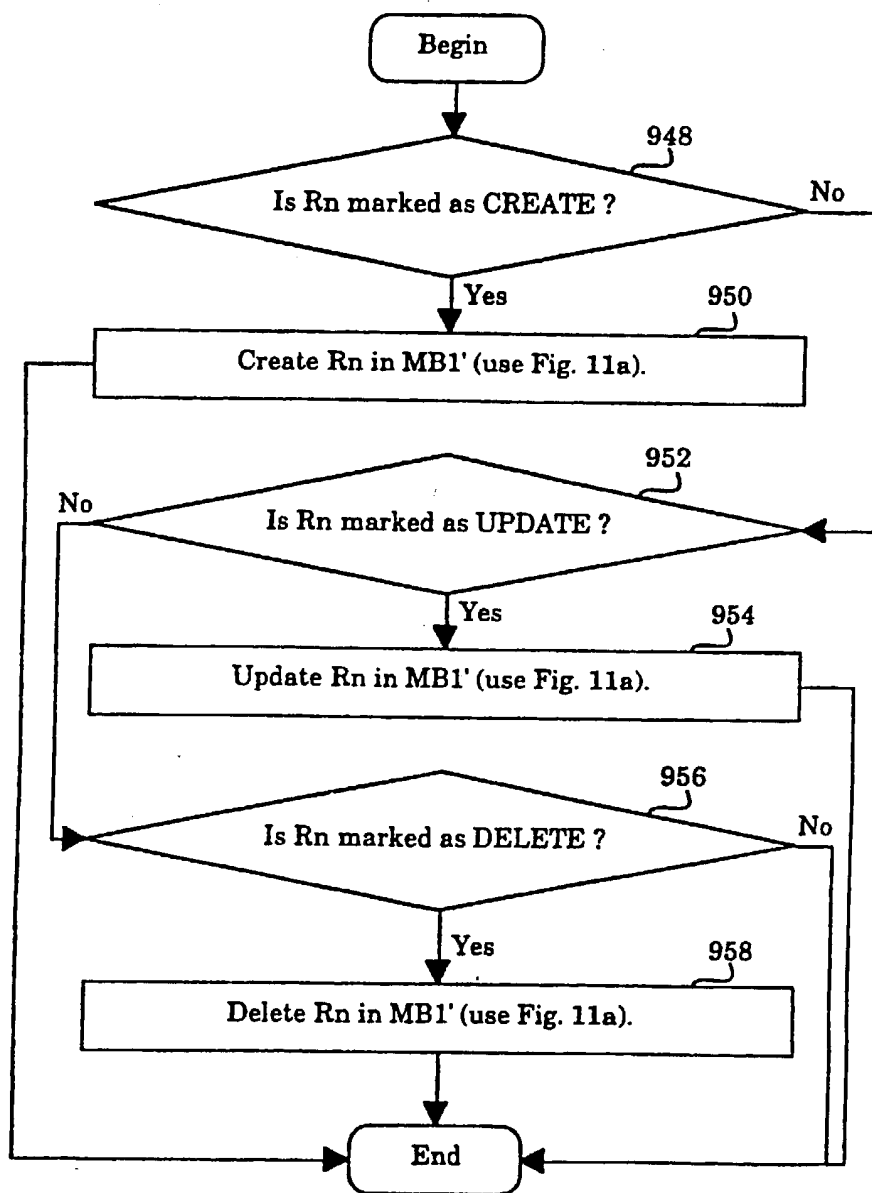 Begin
948
Is Rn marked as CREATE ?
No
Yes
950
Create Rn in MB1' (use Fig. 11a).
952
No
Is Rn marked as UPDATE ?
Yes
954
Update Rn in MB1' (use Fig. 11a).
956
Is Rn marked as DELETE ?
No
Yes
958
Delete Rn in MB1' (use Fig. 11a).
End